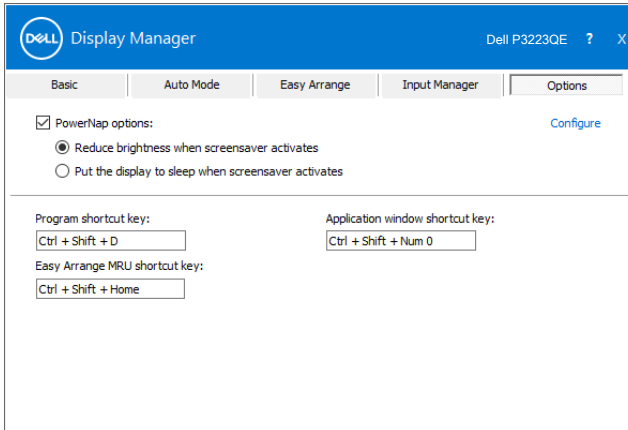 DELL Display Manager Dell P3223QE ? X
Basic Auto Mode Easy Arrange Input Manager Options
PowerNap options: Configure
Reduce brightness when screensaver activates
Put the display to sleep when screensaver activates
Program shortcut key: Application window shortcut key:
Ctrl + Shift + D Ctrl + Shift + Num 0
Easy Arrange MRU shortcut key:
Ctrl + Shift + Home